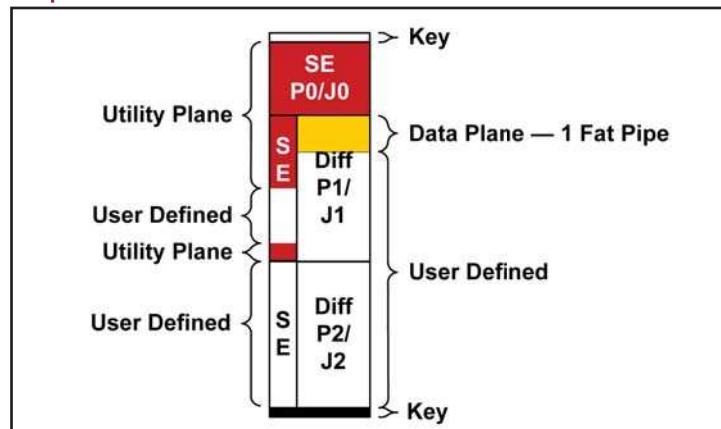 Key
SE
P0/J0
Utility Plane
S
E
Data Plane — 1 Fat Pipe
Diff
P1/
J1
User Defined
Utility Plane
User Defined
User Defined
S
E
Diff
P2/
J2
Key